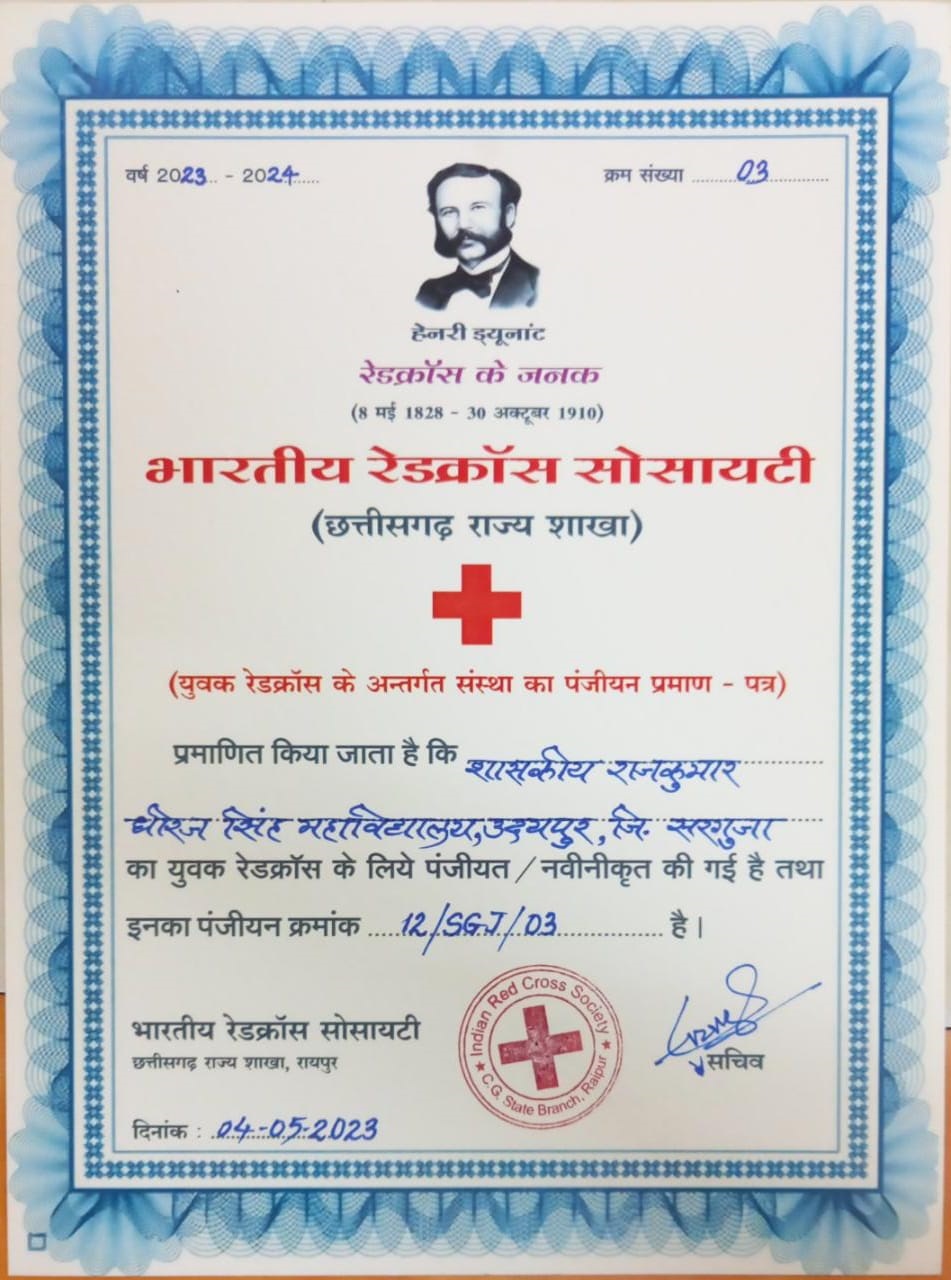 वर्ष 2023.. - 2024......
क्रम संख्या ..........03..............
हेनरी ड्यूनांट
रेडक्रॉस के जनक
(8 मई 1828 - 30 अक्टूबर 1910)
भारतीय रेडक्रॉस सोसायटी
(छत्तीसगढ़ राज्य शाखा)
(युवक रेडक्रॉस के अन्तर्गत संस्था का पंजीयन प्रमाण - पत्र)
प्रमाणित किया जाता है कि शासकीय राजकुमार
धीरज सिंह महाविद्यालय, उदयपुर, जि. सरगुजा
का युवक रेडक्रॉस के लिये पंजीयत / नवीनीकृत की गई है तथा
इनका पंजीयन क्रमांक .....12/SGJ/03................. है।
Indian Red Cross Society
C.G. State Branch, Raipur
भारतीय रेडक्रॉस सोसायटी
छत्तीसगढ़ राज्य शाखा, रायपुर
सचिव
दिनांक : ..04-05-2023